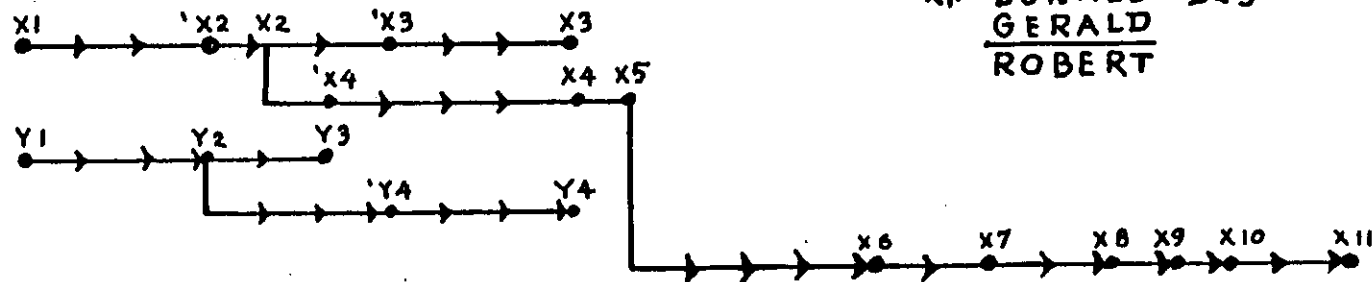 GERALD
ROBERT
X1 'X2 X2 'X3 X3
'X4 X4 X5
Y1 Y2 Y3
'Y4 Y4
X6 X7 X8 X9 X10 X11